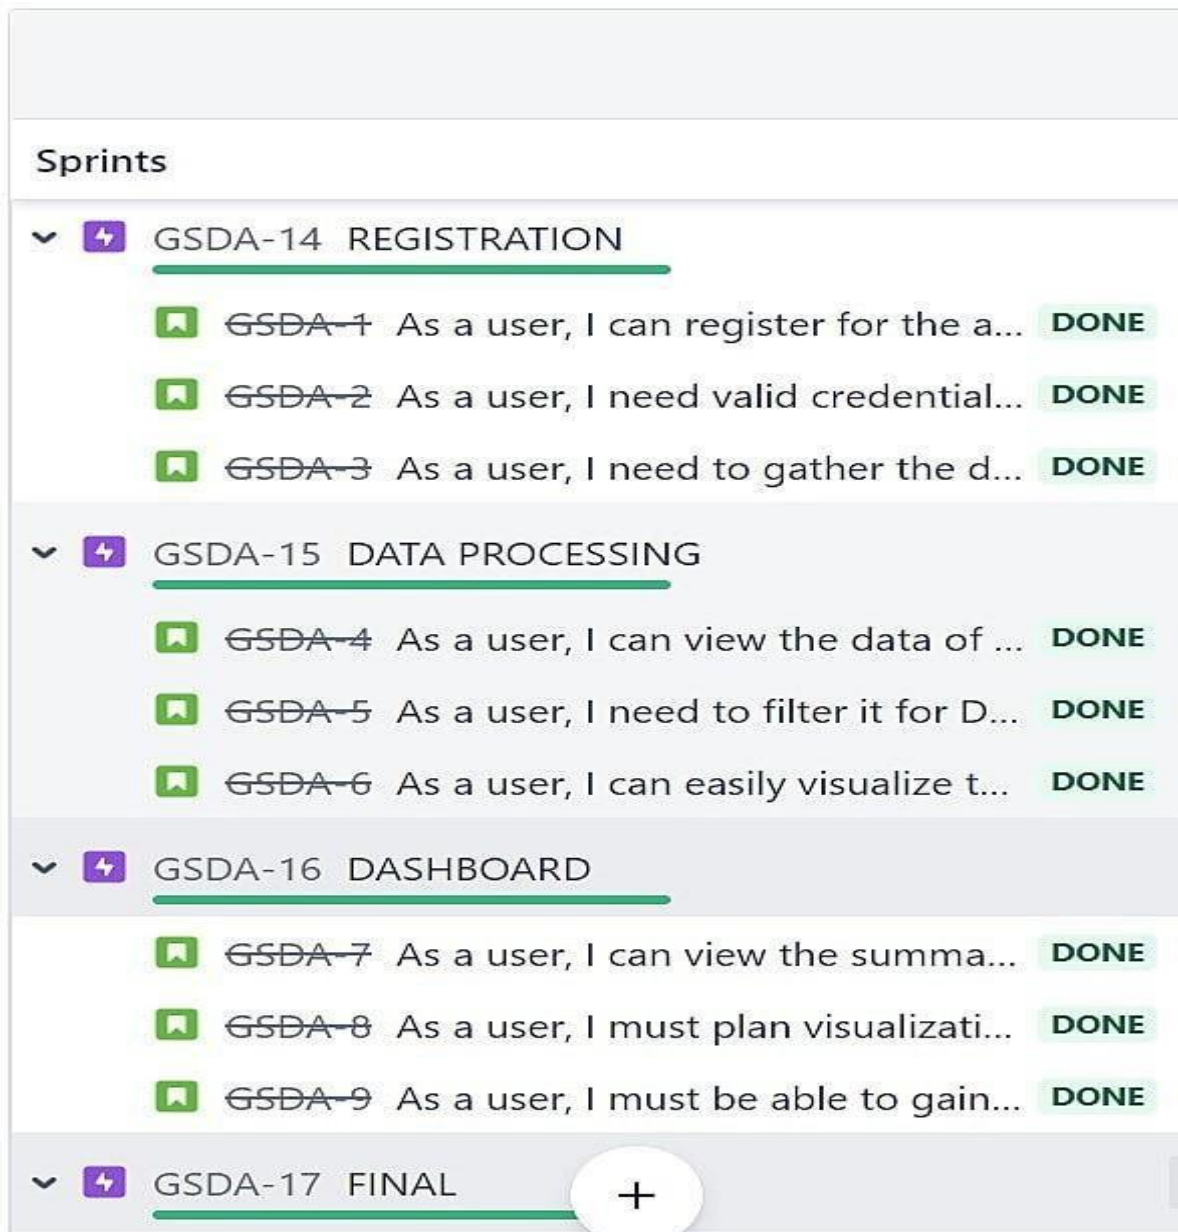 Sprints
GSDA-14 REGISTRATION
GSDA-1 As a user, I can register for the a... DONE
GSDA-2 As a user, I need valid credential... DONE
GSDA-3 As a user, I need to gather the d... DONE
GSDA-15 DATA PROCESSING
GSDA-4 As a user, I can view the data of ... DONE
GSDA-5 As a user, I need to filter it for D... DONE
GSDA-6 As a user, I can easily visualize t... DONE
GSDA-16 DASHBOARD
GSDA-7 As a user, I can view the summa... DONE
GSDA-8 As a user, I must plan visualizati... DONE
GSDA-9 As a user, I must be able to gain... DONE
GSDA-17 FINAL
+